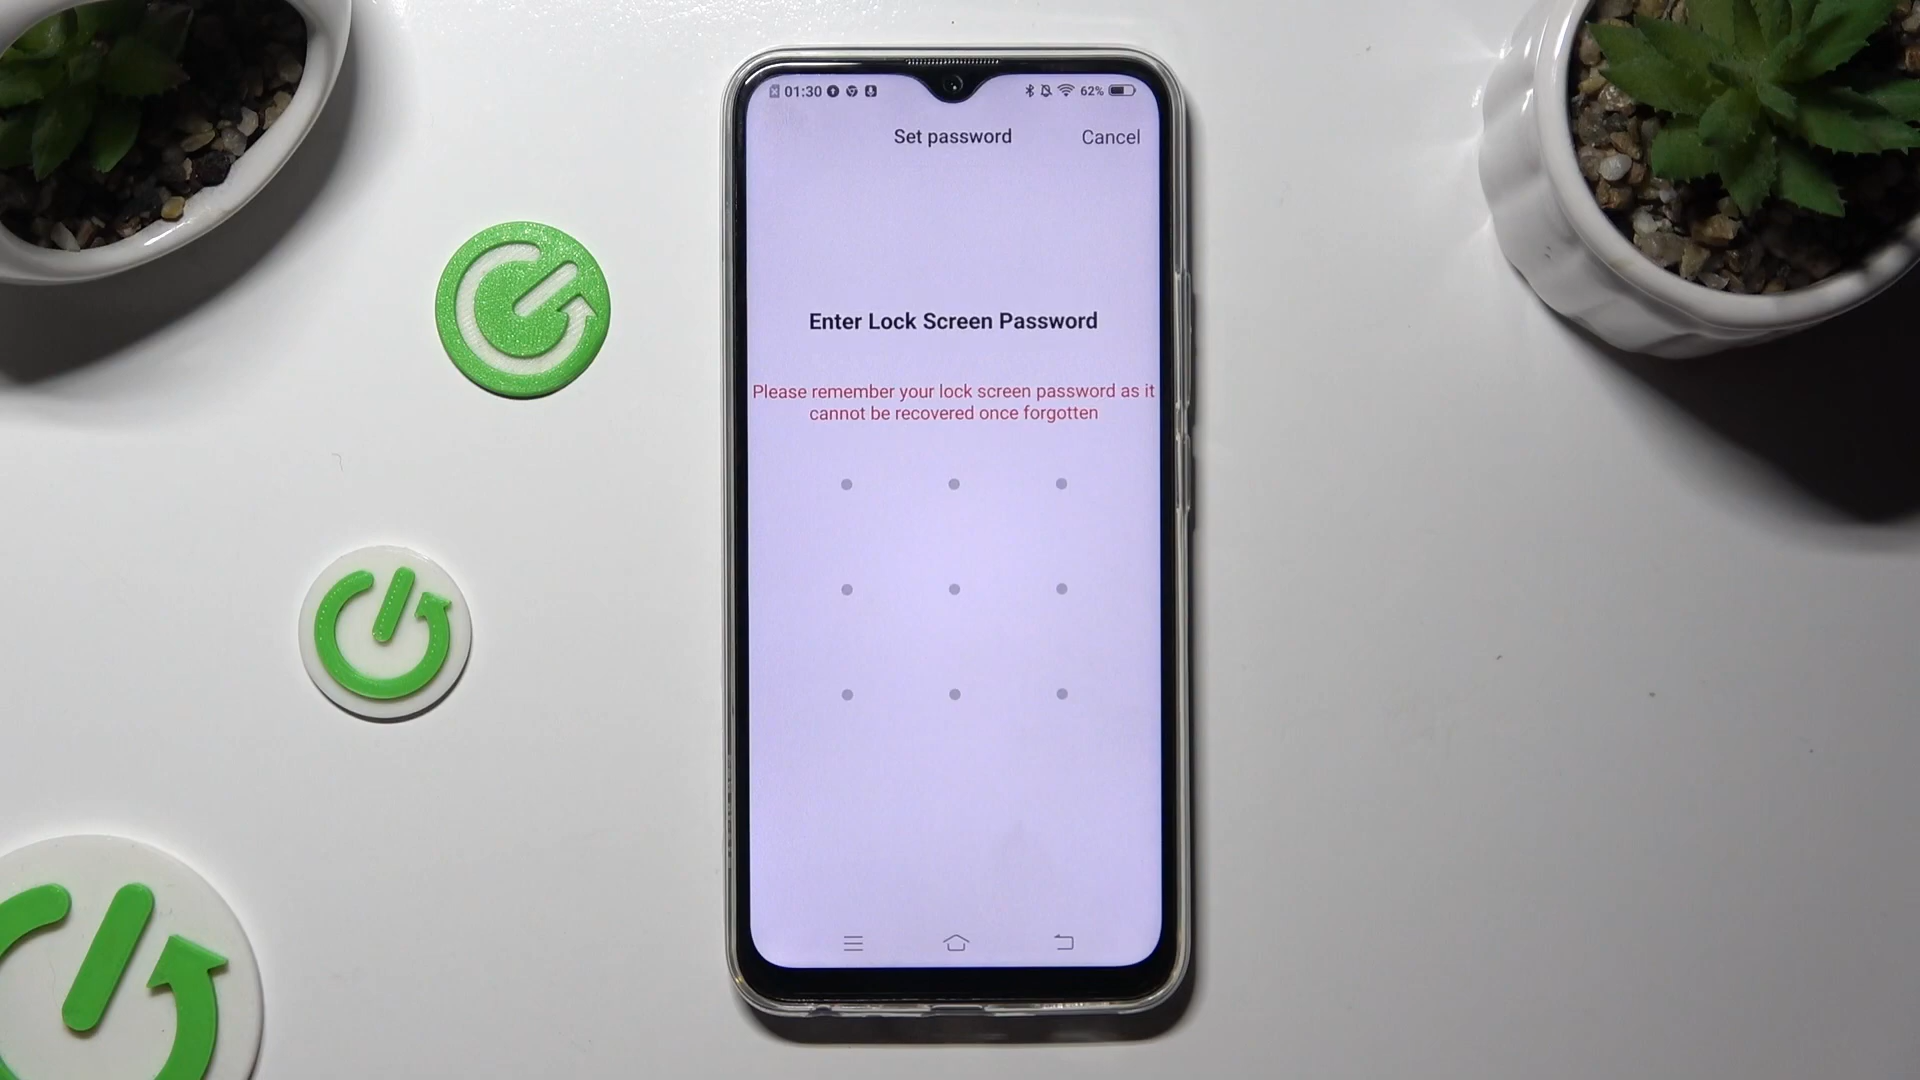 01:30
62%
Set password
Cancel
Enter Lock Screen Password
Please remember your lock screen password as it
cannot be recovered once forgotten